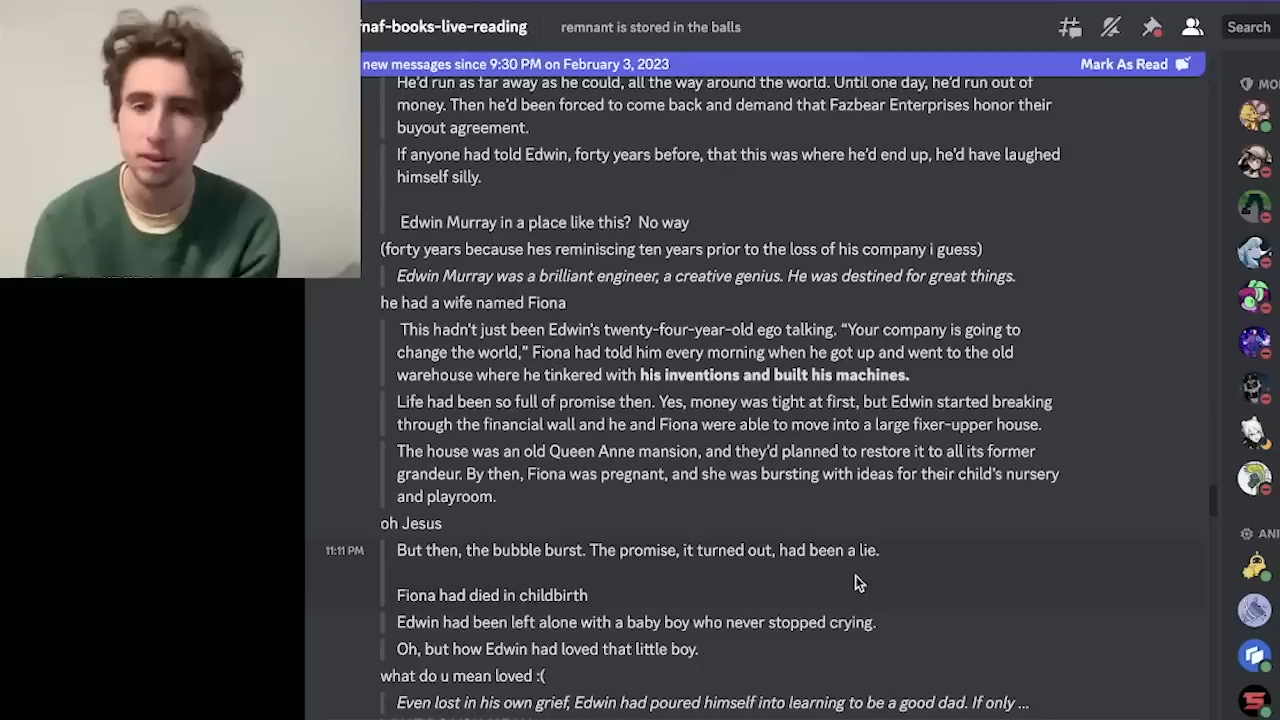 fnaf-books-live-reading
remnant is stored in the balls
Search
new messages since 9:30 PM on February 3, 2023
Mark As Read
He'd run as far away as he could, all the way around the world. Until one day, he'd run out of
money. Then he'd been forced to come back and demand that Fazbear Enterprises honor their
buyout agreement.
If anyone had told Edwin, forty years before, that this was where he'd end up, he'd have laughed
himself silly.
Edwin Murray in a place like this? No way
(forty years because hes reminiscing ten years prior to the loss of his company i guess)
Edwin Murray was a brilliant engineer, a creative genius. He was destined for great things.
he had a wife named Fiona
This hadn't just been Edwin's twenty-four-year-old ego talking. “Your company is going to
change the world,” Fiona had told him every morning when he got up and went to the old
warehouse where he tinkered with his inventions and built his machines.
Life had been so full of promise then. Yes, money was tight at first, but Edwin started breaking
through the financial wall and he and Fiona were able to move into a large fixer-upper house.
The house was an old Queen Anne mansion, and they'd planned to restore it to all its former
grandeur. By then, Fiona was pregnant, and she was bursting with ideas for their child's nursery
and playroom.
oh Jesus
11:11 PM
But then, the bubble burst. The promise, it turned out, had been a lie.
Fiona had died in childbirth
Edwin had been left alone with a baby boy who never stopped crying.
Oh, but how Edwin had loved that little boy.
what do u mean loved :(
Even lost in his own grief, Edwin had poured himself into learning to be a good dad. If only ...
MO
ANI